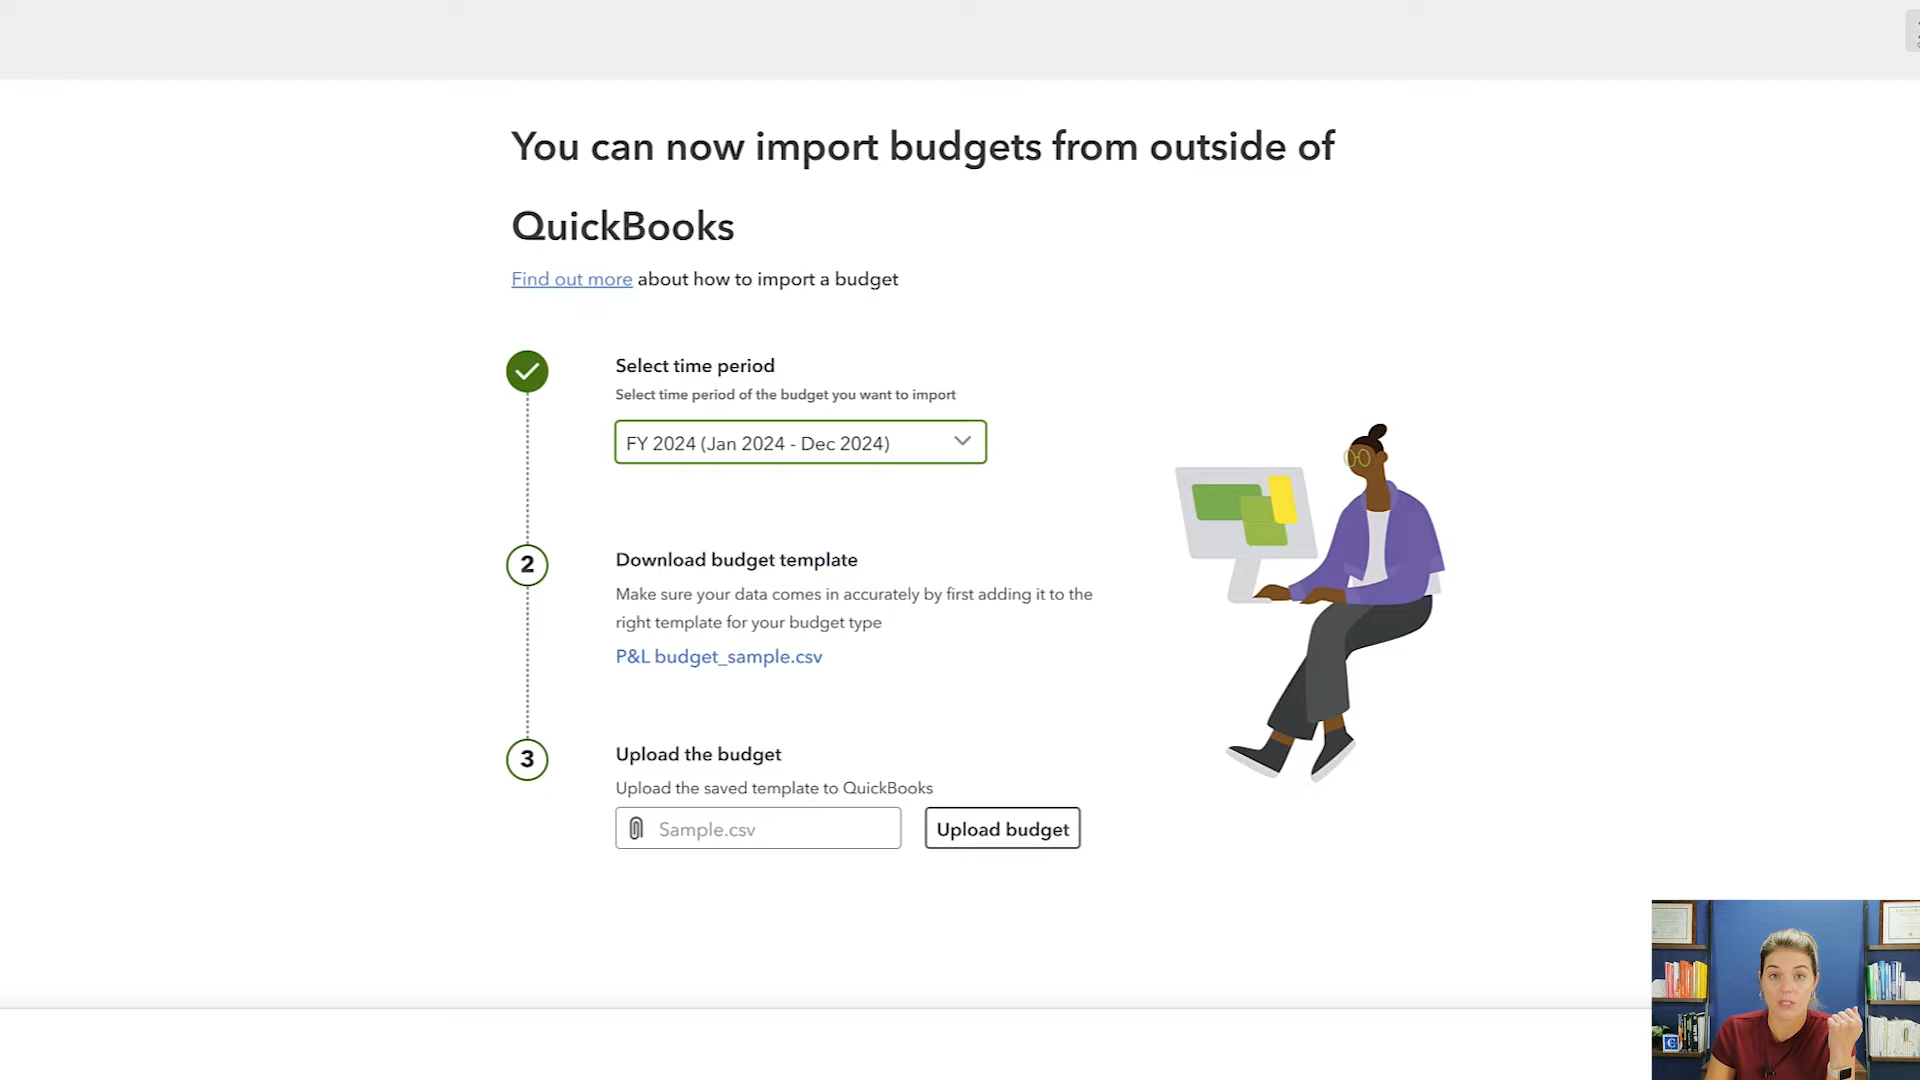 You can now import budgets from outside of
QuickBooks
Find out more about how to import a budget
Select time period
Select time period of the budget you want to import
FY 2024 (Jan 2024 - Dec 2024)
2
Download budget template
Make sure your data comes in accurately by first adding it to the
right template for your budget type
P&L budget_sample.csv
3
Upload the budget
Upload the saved template to QuickBooks
Sample.csv
Upload budget